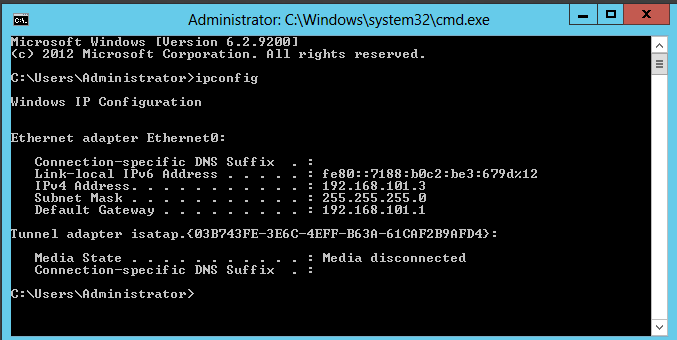 Administrator: C:\Windows\system32\cmd.exe
Microsoft Windows [Version 6.2.9200]
(c) 2012 Microsoft Corporation. All rights reserved.
C:\Users\Administrator>ipconfig
Windows IP Configuration
Ethernet adapter Ethernet0:
   Connection-specific DNS Suffix  . :
   Link-local IPv6 Address . . . . . : fe80::7188:b0c2:be3:679d%12
   IPv4 Address. . . . . . . . . . . : 192.168.101.3
   Subnet Mask . . . . . . . . . . . : 255.255.255.0
   Default Gateway . . . . . . . . . : 192.168.101.1
Tunnel adapter isatap.{03B743FE-3E6C-4EFF-B63A-61CAF2B9AFD4}:
   Media State . . . . . . . . . . . : Media disconnected
   Connection-specific DNS Suffix  . :
C:\Users\Administrator>